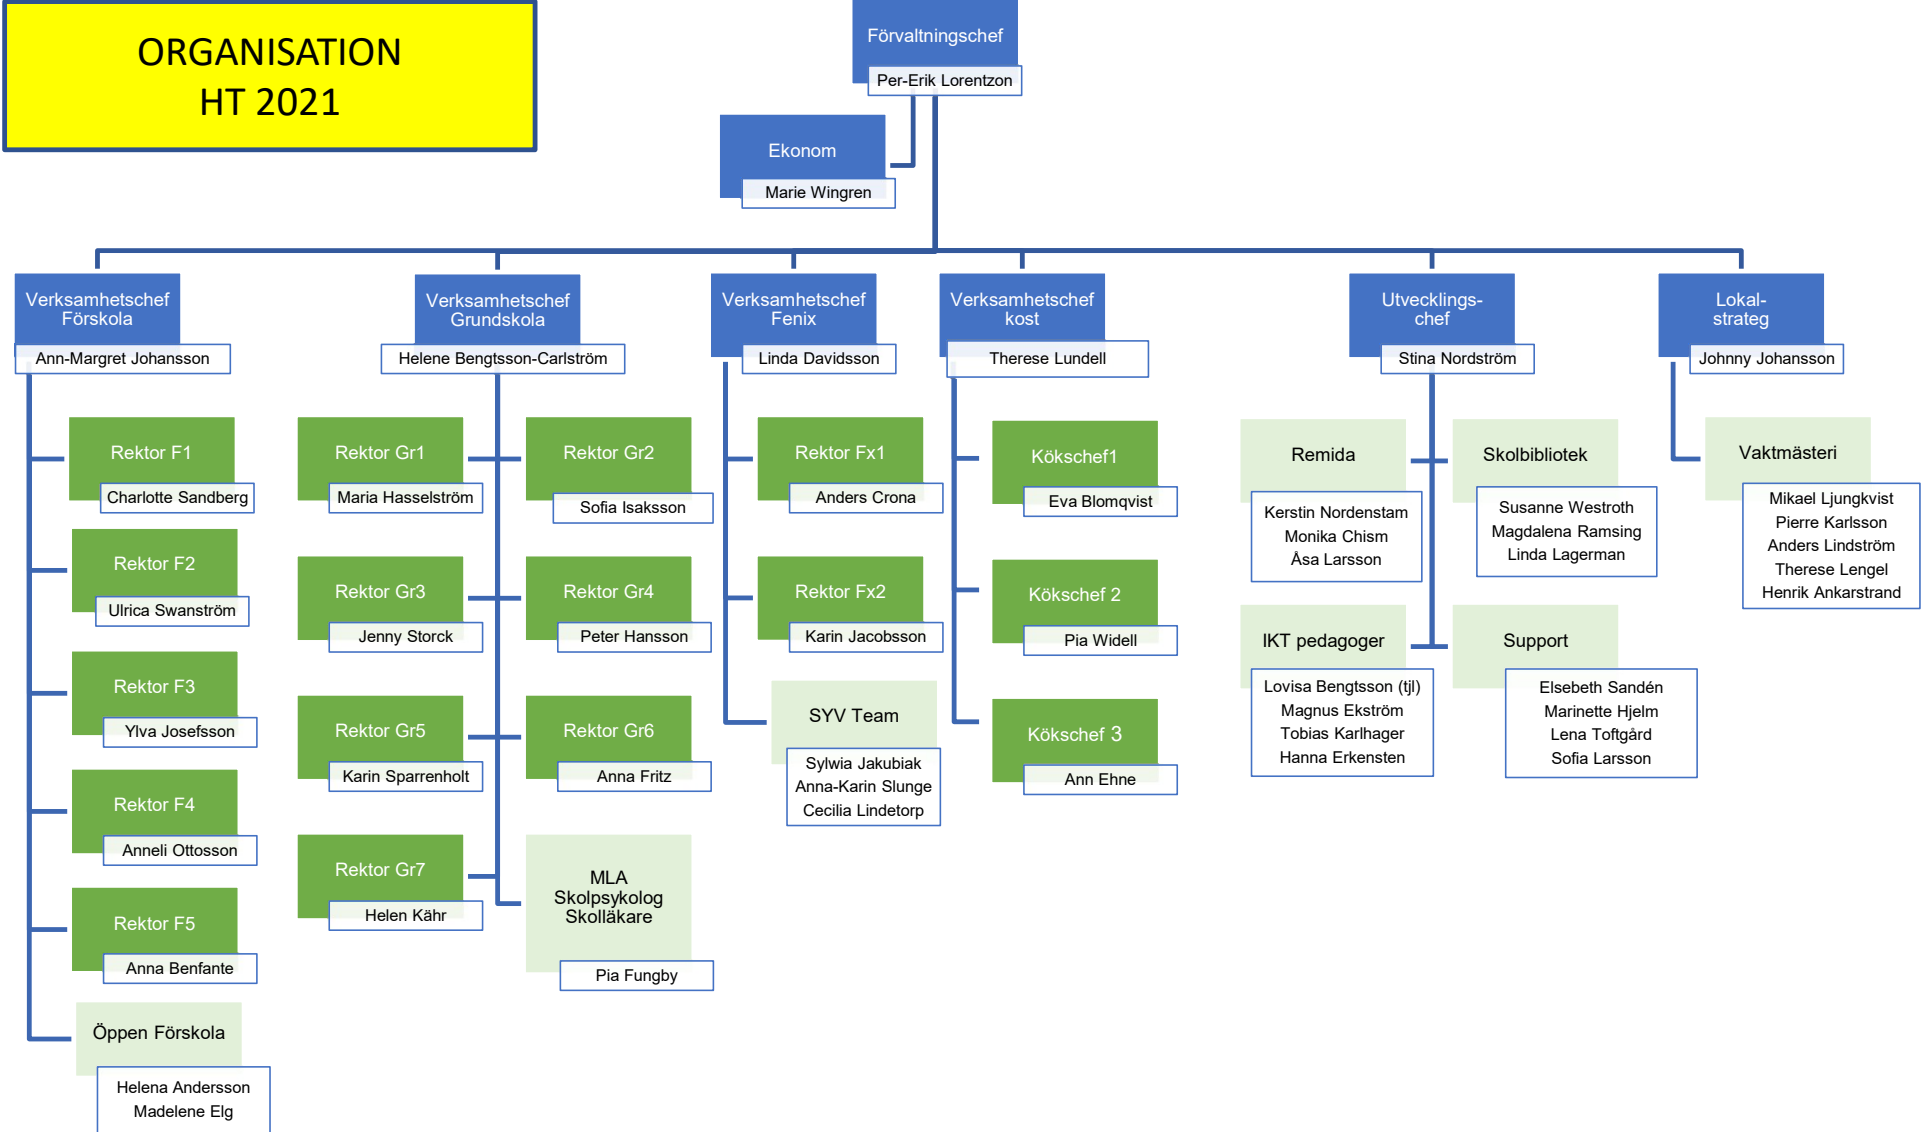 ORGANISATION
HT 2021
Förvaltningschef
Per-Erik Lorentzon
Ekonom
Marie Wingren
Verksamhetschef
Förskola
Ann-Margret Johansson
Verksamhetschef
Grundskola
Helene Bengtsson-Carlström
Verksamhetschef
Fenix
Linda Davidsson
Verksamhetschef
kost
Therese Lundell
Utvecklings-
chef
Stina Nordström
Lokal-
strateg
Johnny Johansson
Rektor F1
Charlotte Sandberg
Rektor F2
Ulrica Swanström
Rektor F3
Ylva Josefsson
Rektor F4
Anneli Ottosson
Rektor F5
Anna Benfante
Öppen Förskola
Helena Andersson
Madelene Elg
Rektor Gr1
Maria Hasselström
Rektor Gr2
Sofia Isaksson
Rektor Gr3
Jenny Storck
Rektor Gr4
Peter Hansson
Rektor Gr5
Karin Sparrenholt
Rektor Gr6
Anna Fritz
Rektor Gr7
Helen Kähr
MLA
Skolpsykolog
Skolläkare
Pia Fungby
Rektor Fx1
Anders Crona
Rektor Fx2
Karin Jacobsson
SYV Team
Sylwia Jakubiak
Anna-Karin Slunge
Cecilia Lindetorp
Kökschef1
Eva Blomqvist
Kökschef 2
Pia Widell
Kökschef 3
Ann Ehne
Remida
Kerstin Nordenstam
Monika Chism
Åsa Larsson
Skolbibliotek
Susanne Westroth
Magdalena Ramsing
Linda Lagerman
IKT pedagoger
Lovisa Bengtsson (tjl)
Magnus Ekström
Tobias Karlhager
Hanna Erkensten
Support
Elsebeth Sandén
Marinette Hjelm
Lena Toftgård
Sofia Larsson
Vaktmästeri
Mikael Ljungkvist
Pierre Karlsson
Anders Lindström
Therese Lengel
Henrik Ankarstrand